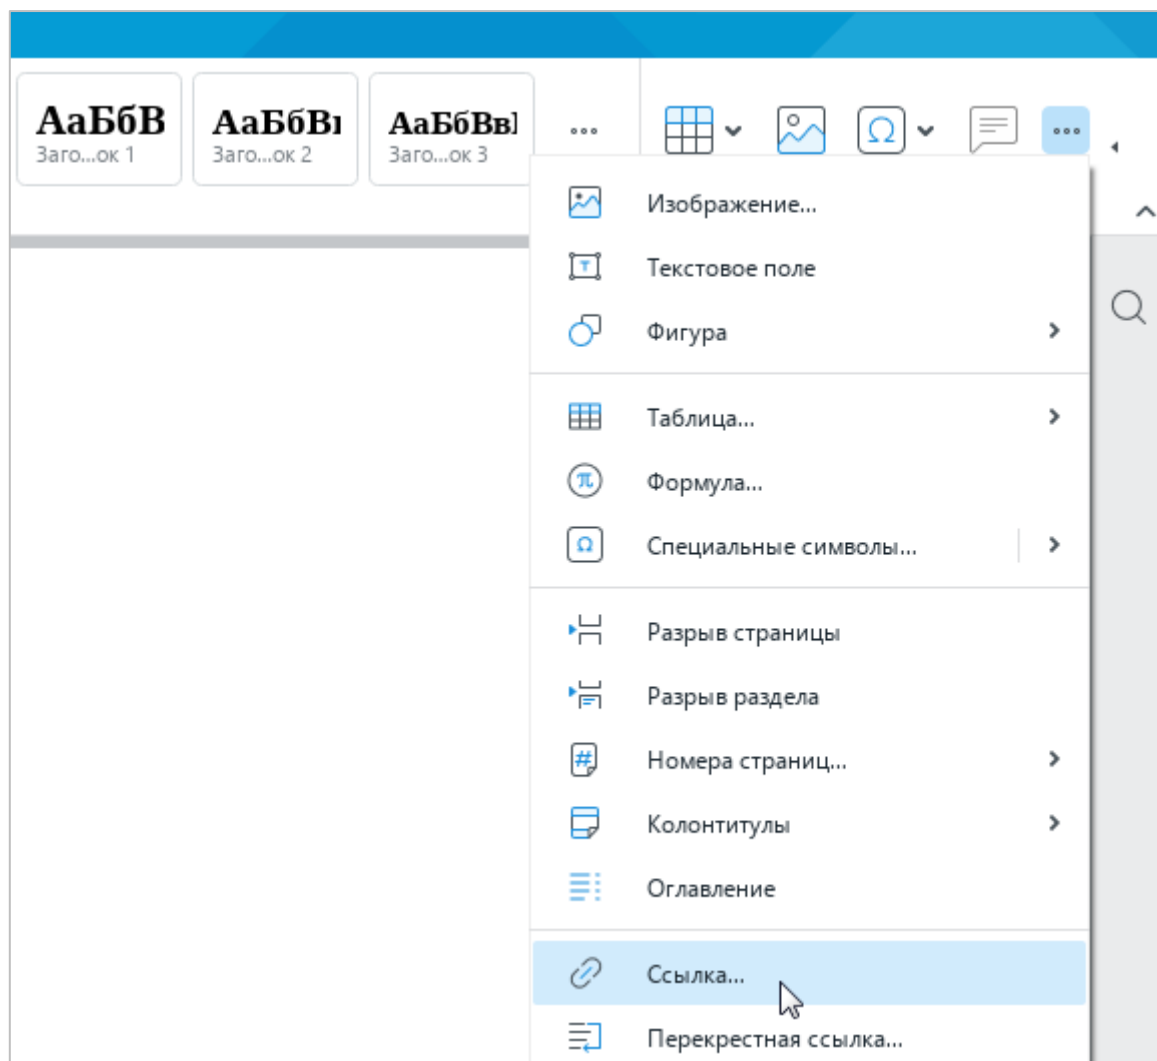 АаБбВ АаБбВı АаБбВв]
Заго...ок 1 Заго...ок 2 Заго...ок 3
Изображение...
Текстовое поле
Фигура
Таблица...
Формула...
Специальные символы...
Разрыв страницы
Разрыв раздела
Номера страниц...
Колонтитулы
Оглавление
Ссылка...
Перекрестная ссылка...